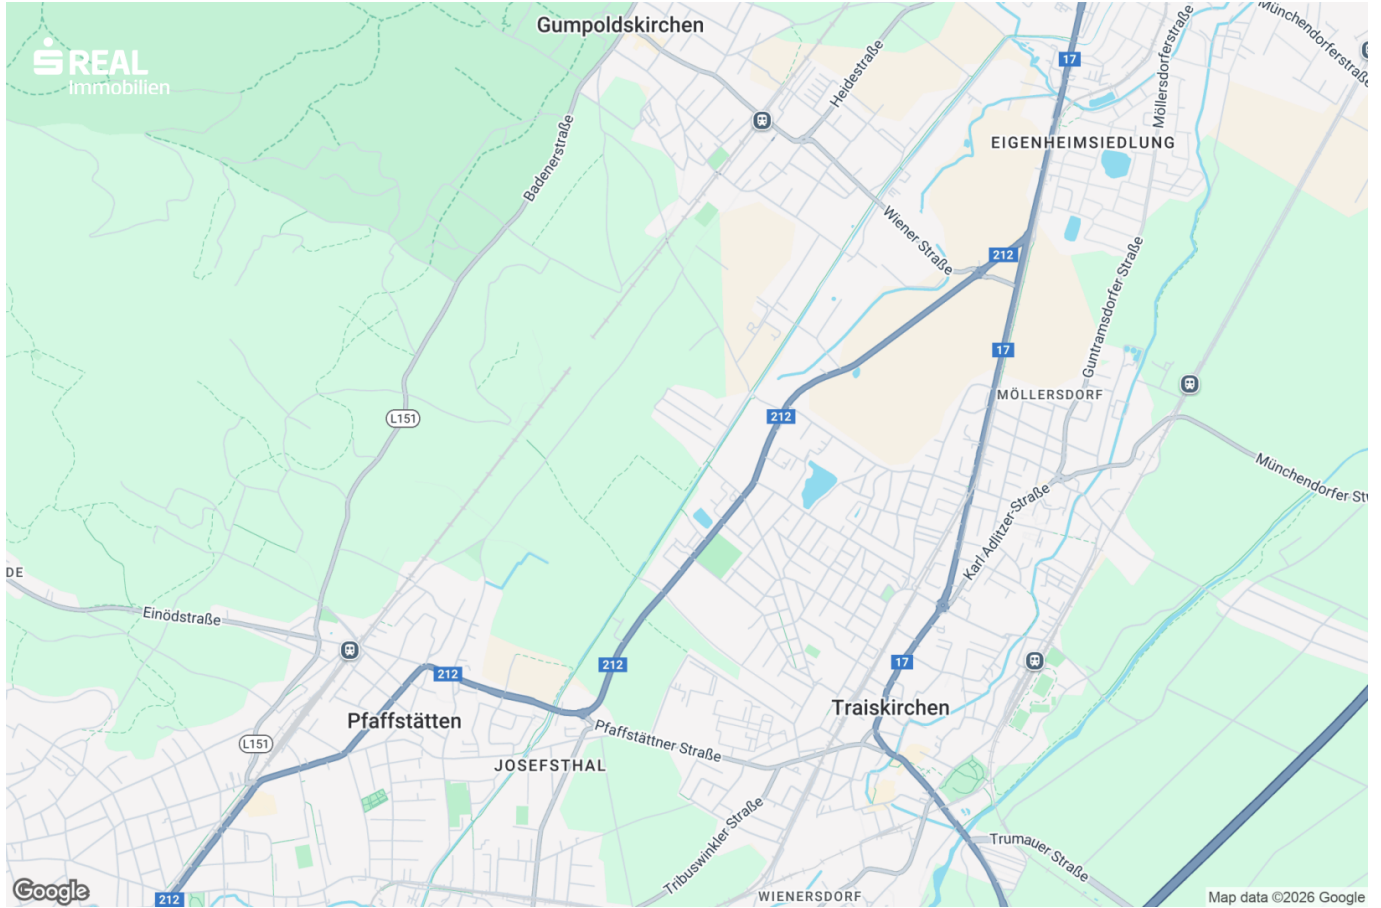 Gumpoldskirchen
S REAL
Immobilien
17
Möllersdorferstraße
Münchendorferstraße
Heidestraße
Badenerstraße
EIGENHEIMSIEDLUNG
Wiener Straße
212
Guntramsdorfer Straße
17
MÖLLERSDORF
L151
212
Münchendorfer
Karl Adlitzer-Straße
DE
Einödstraße
212
212
17
Pfaffstätten
Traiskirchen
L151
Pfaffstättner Straße
JOSEFSTHAL
Tribuswinkler Straße
Trumauer Straße
Google
212
WIENERSDORF
Map data ©2026 Google